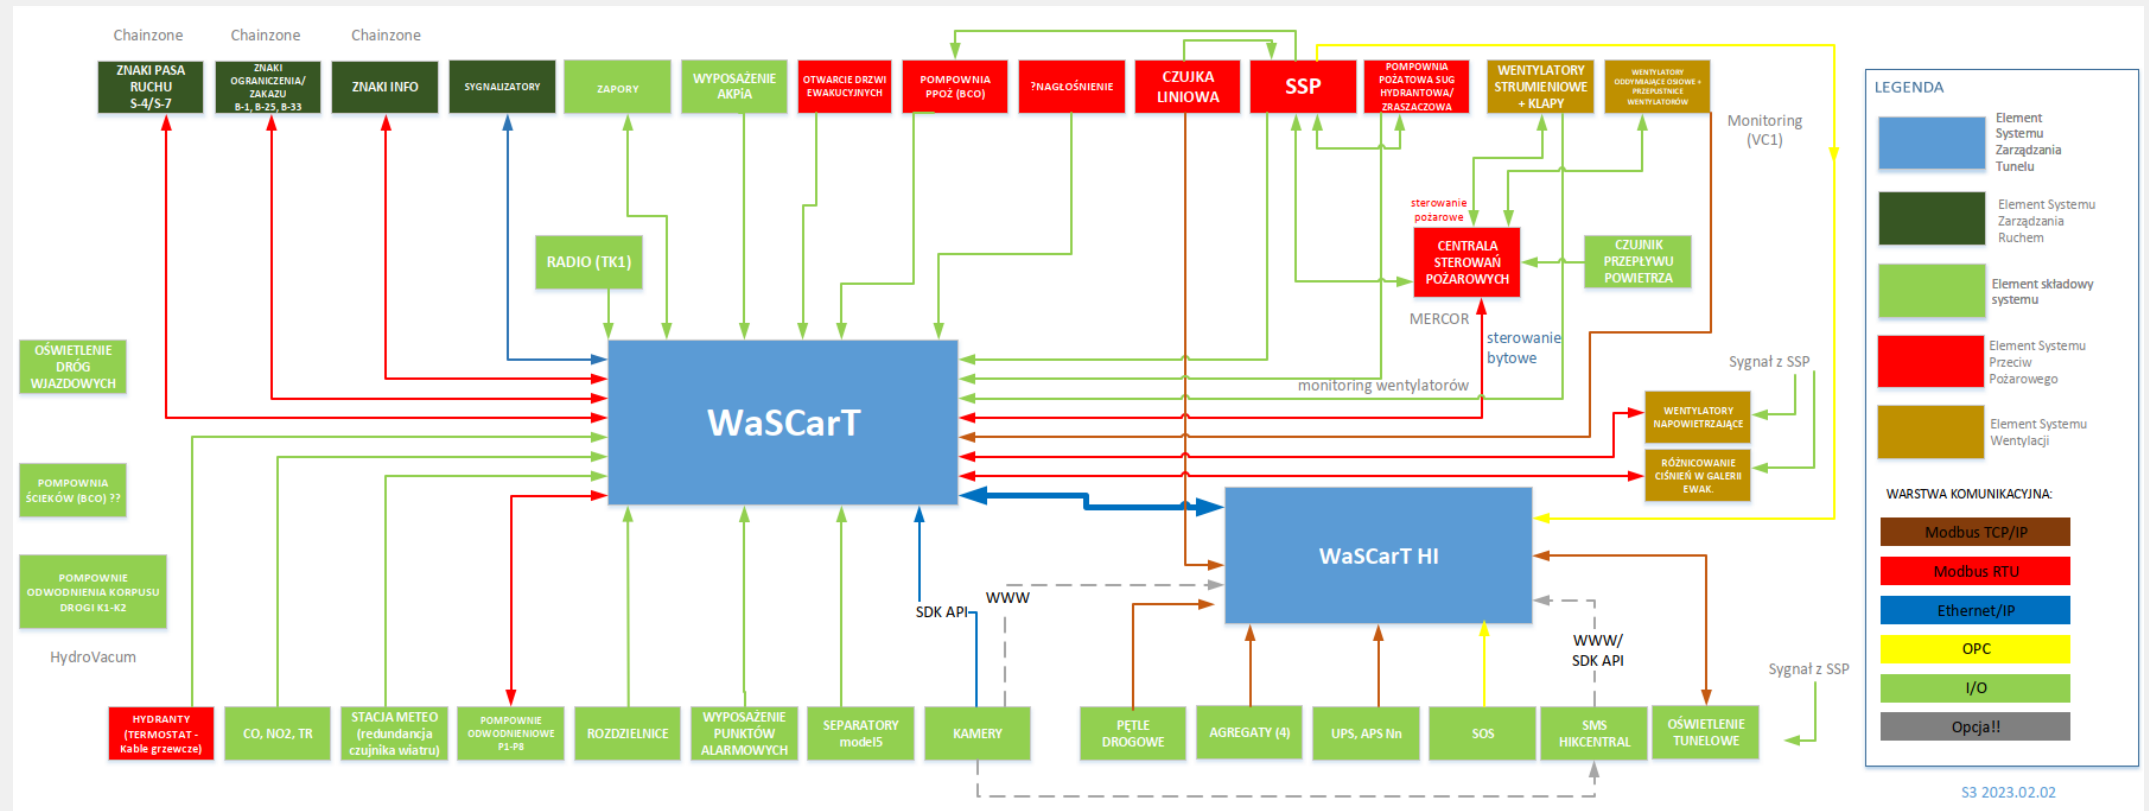 Chainzone
Chainzone
Chainzone
ZNAKI PASA
RUCHU
S-4/S-7
ZNAKI
OGRANICZENIA/
ZAKAZU
B-1, B-25, B-33
ZNAKI INFO
SYGNALIZATORY
ZAPORY
WYPOSAŻENIE
AKPiA
OTWARCIE DRZWI
EWAKUCYJNYCH
POMPOWNIA
PPOŻ (BCO)
?NAGŁOŚNIENIE
CZUJKA
LINIOWA
SSP
POMPOWNIA
POŻATOWA SUG
HYDRANTOWA/
ZRASZACZOWA
WENTYLATORY
STRUMIENIOWE
+ KLAPY
WENTYLATORY
ODDYMIAJĄCE OSIOWE +
PRZEPUSTNICE
WENTYLATORÓW
Monitoring
(VC1)
RADIO (TK1)
sterowanie
pożarowe
CENTRALA
STEROWAŃ
POŻAROWYCH
CZUJNIK
PRZEPŁYWU
POWIETRZA
MERCOR
sterowanie
bytowe
monitoring wentylatorów
Sygnał z SSP
OŚWIETLENIE
DRÓG
WJAZDOWYCH
WaSCarT
WENTYLATORY
NAPOWIETRZAJĄCE
RÓŻNICOWANIE
CIŚNIEŃ W GALERII
EWAK.
POMPOWNIA
ŚCIEKÓW (BCO) ??
WaSCarT HI
POMPOWNIE
ODWODNIENIA KORPUSU
DROGI K1-K2
HydroVacum
SDK API
WWW
WWW/
SDK API
Sygnał z SSP
HYDRANTY
(TERMOSTAT -
Kable grzewcze)
CO, NO2, TR
STACJA METEO
(redundancja
czujnika wiatru)
POMPOWNIE
ODWODNIENIOWE
P1-P8
ROZDZIELNICE
WYPOSAŻENIE
PUNKTÓW
ALARMOWYCH
SEPARATORY
model5
KAMERY
PĘTLE
DROGOWE
AGREGATY (4)
UPS, APS Nn
SOS
SMS
HIKCENTRAL
OŚWIETLENIE
TUNELOWE
LEGENDA
Element
Systemu
Zarządzania
Tunelu
Element Systemu
Zarządzania
Ruchem
Element składowy
systemu
Element Systemu
Przeciw
Pożarowego
Element Systemu
Wentylacji
WARSTWA KOMUNIKACYJNA:
Modbus TCP/IP
Modbus RTU
Ethernet/IP
OPC
I/O
Opcja!!
S3 2023.02.02